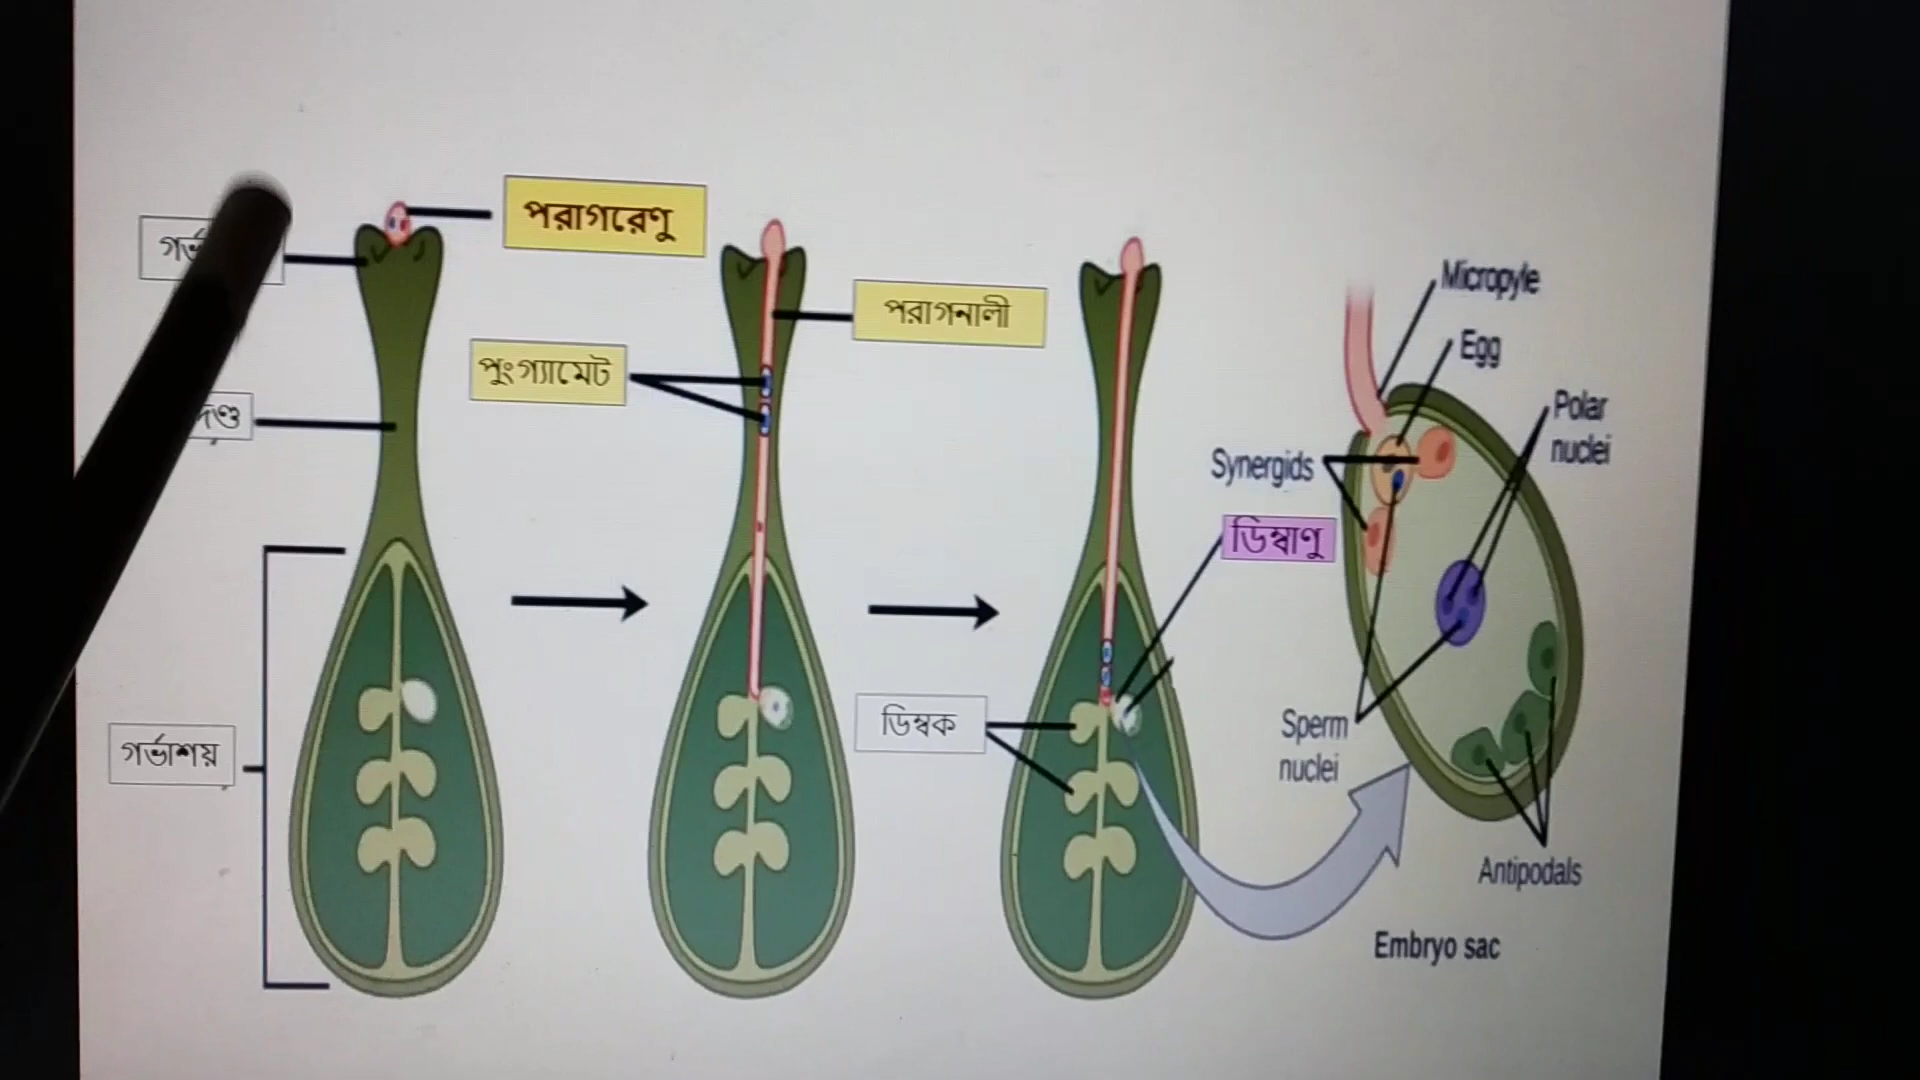 পরাগরেণু
পরাগনালী
পুংগ্যামেট
গর্ভাশয়
ডিম্বক
ডিম্বাণু
Micropyle
Egg
Polar
nuclei
Synergids
Sperm
nuclei
Antipodals
Embryo sac